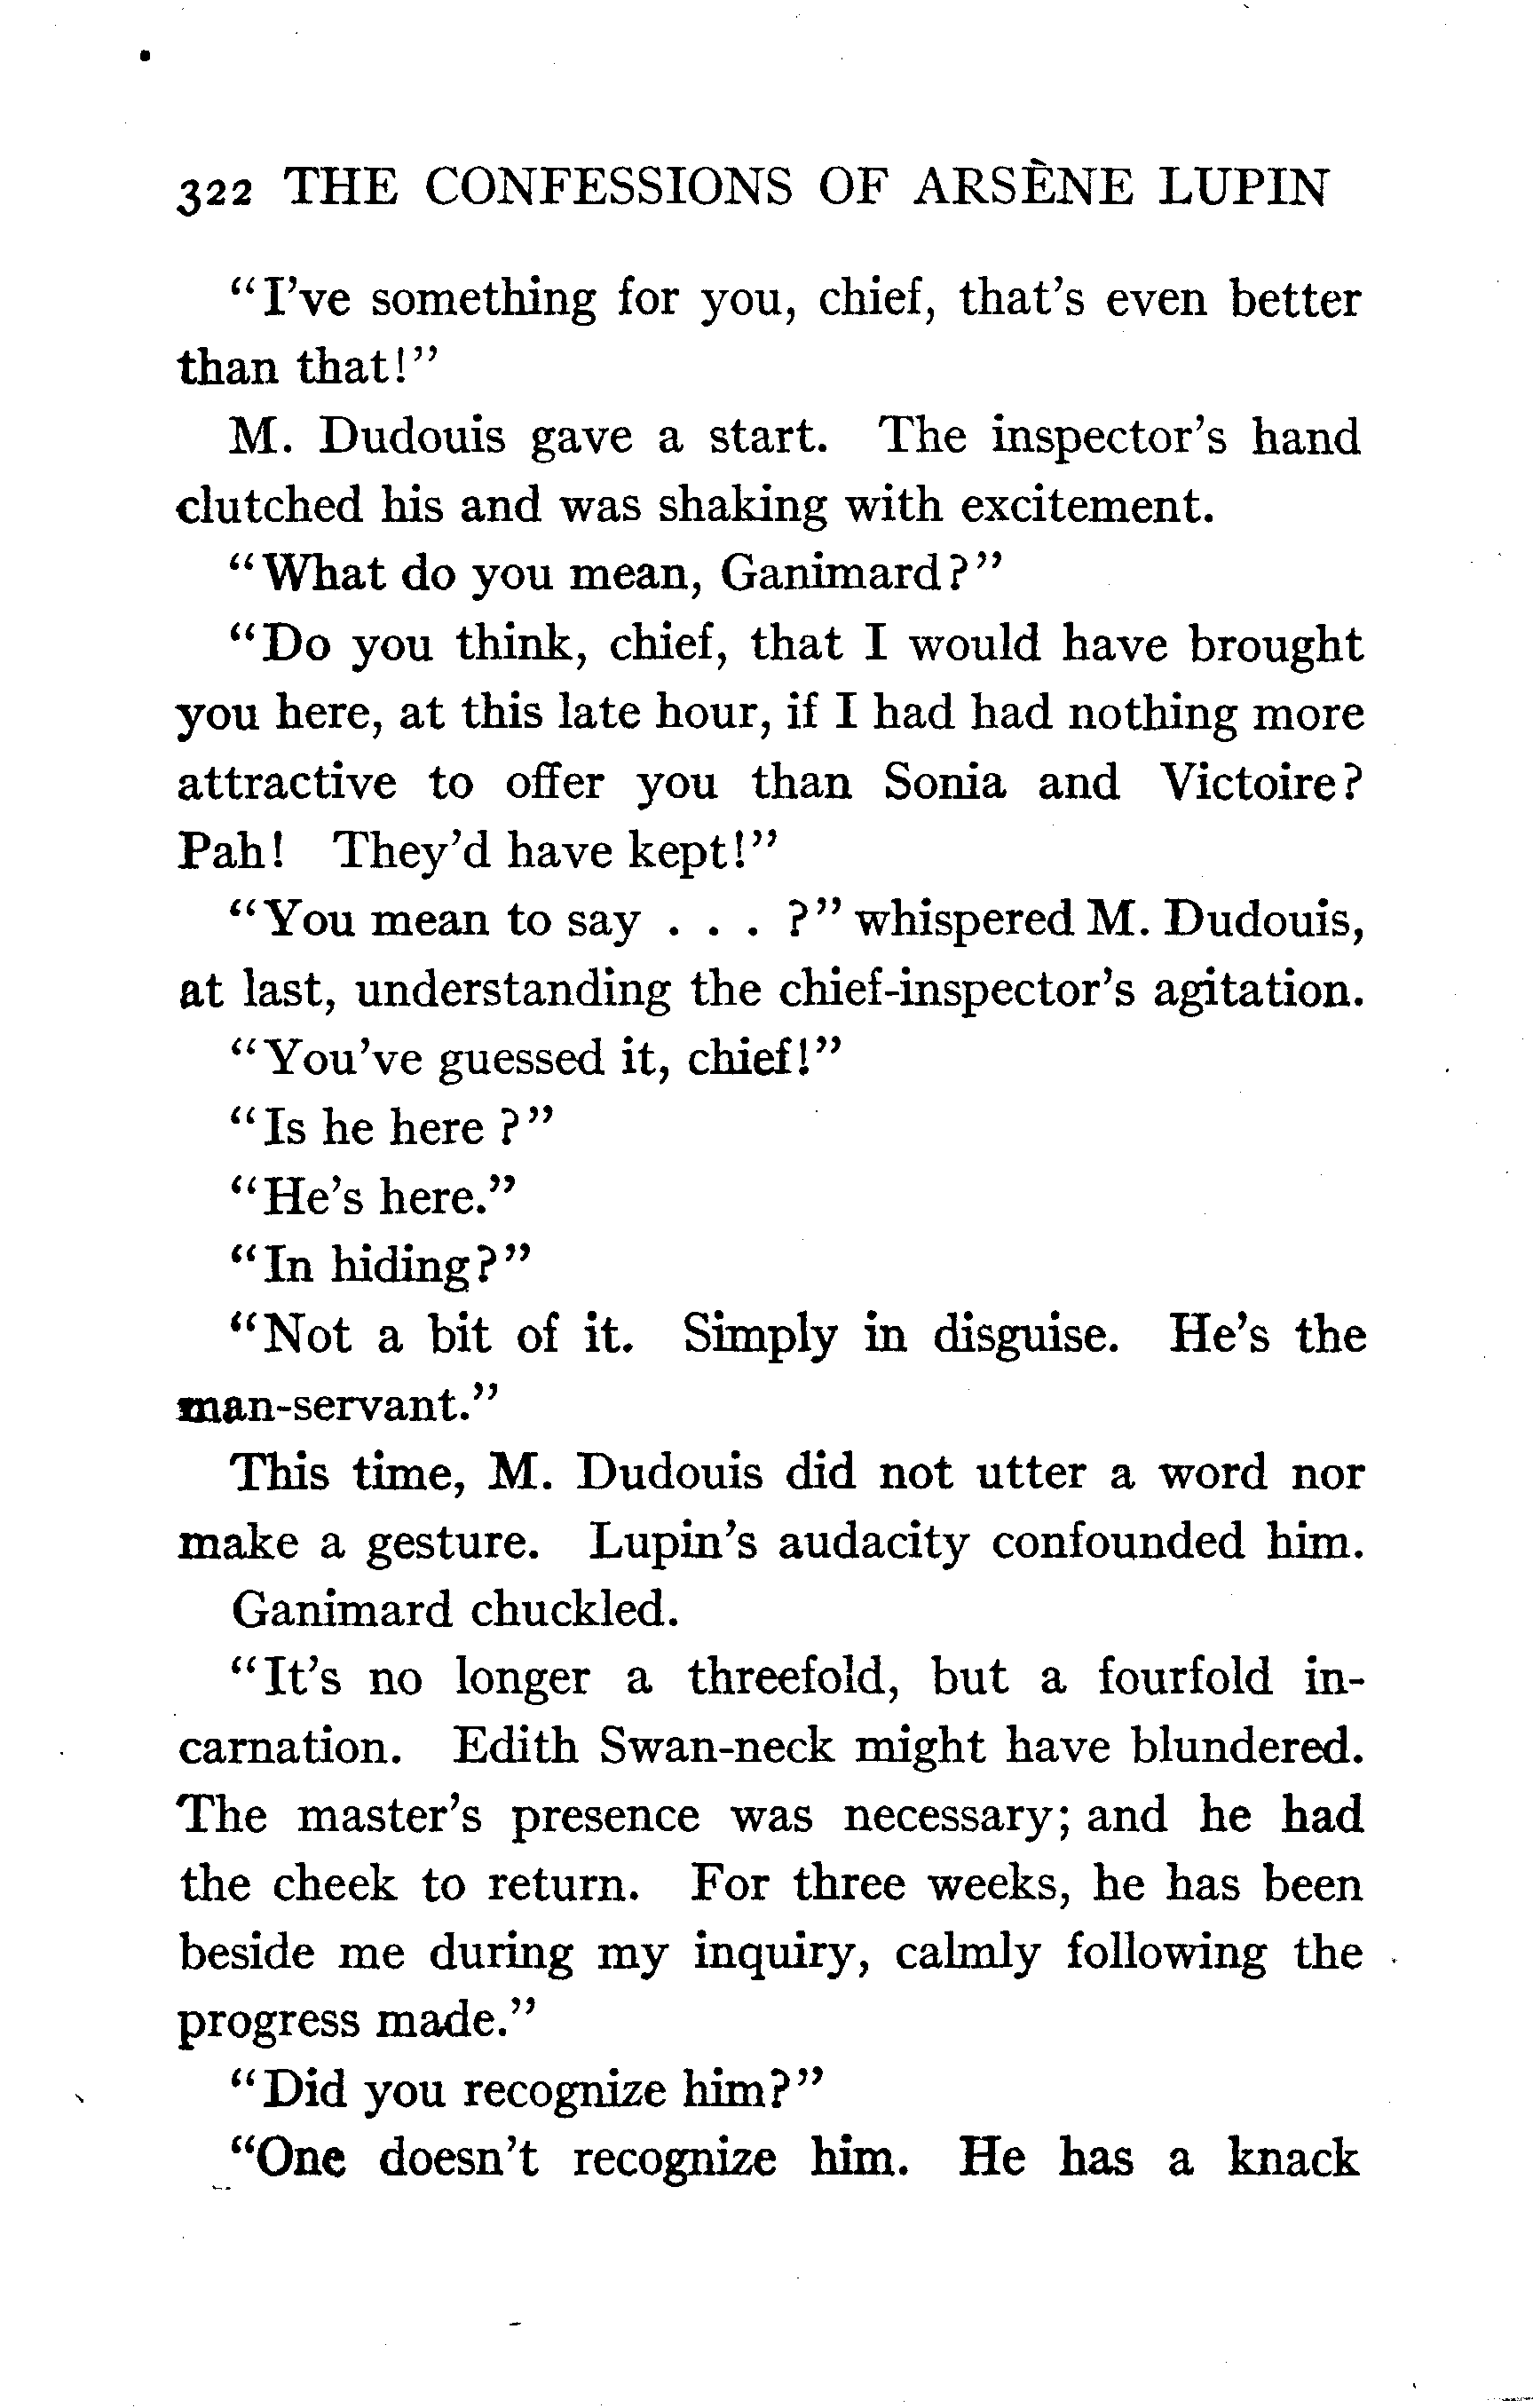 322 THE CONFESSIONS OF ARSÈNE LUPIN
"I've something for you, chief, that's even better
than that!"
M. Dudouis gave a start. The inspector's hand
clutched his and was shaking with excitement.
"What do you mean, Ganimard?"
"Do you think, chief, that I would have brought
you here, at this late hour, if I had had nothing more
attractive to offer you than Sonia and Victoire?
Pah! They'd have kept!"
"You mean to say . . . ?" whispered M. Dudouis,
at last, understanding the chief-inspector's agitation.
"You've guessed it, chief!"
"Is he here ?"
"He's here."
"In hiding?"
"Not a bit of it. Simply in disguise. He's the
man-servant."
This time, M. Dudouis did not utter a word nor
make a gesture. Lupin's audacity confounded him.
Ganimard chuckled.
"It's no longer a threefold, but a fourfold in-
carnation. Edith Swan-neck might have blundered.
The master's presence was necessary; and he had
the cheek to return. For three weeks, he has been
beside me during my inquiry, calmly following the
progress made."
"Did you recognize him?"
"One doesn't recognize him. He has a knack